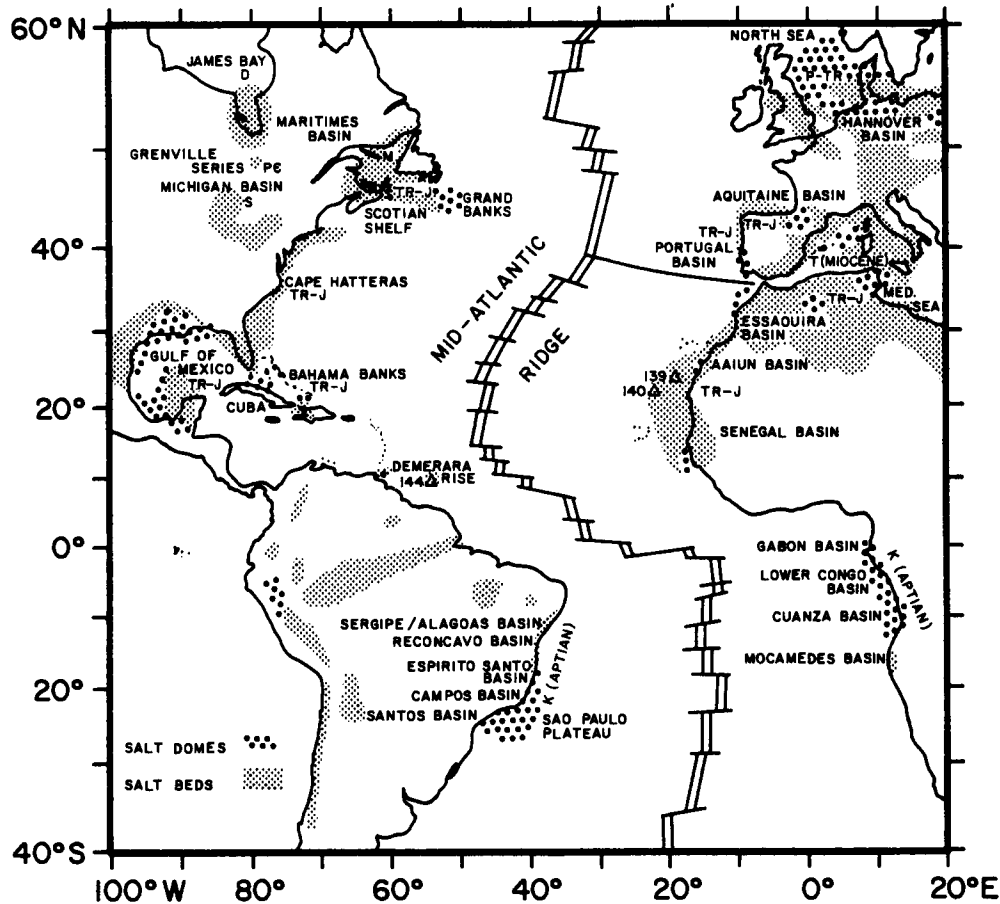 60°N
NORTH SEA
JAMES BAY
D
P-TR
MARITIMES
BASIN
HANNOVER
BASIN
M
GRENVILLE
SERIES P€
MICHIGAN BASIN
S
TR-J
GRAND
BANKS
SCOTIAN
SHELF
AQUITAINE BASIN
TR-J
TR-J
PORTUGAL
BASIN
40°
T (MIOCENE)
CAPE HATTERAS
TR-J
TR-J
MED.
SEA
MID-ATLANTIC
RIDGE
ESSAOUIRA
BASIN
GULF OF
MEXICO
TR-J
BAHAMA BANKS
TR-J
AAIUN BASIN
139△
140△
TR-J
CUBA
20°
SENEGAL BASIN
DEMERARA
RISE
144△
0°
GABON BASIN
LOWER CONGO
BASIN
K (APTIAN)
CUANZA BASIN
SERGIPE/ALAGOAS BASIN
RECONCAVO BASIN
K (APTIAN)
ESPIRITO SANTO
BASIN
MOCAMEDES BASIN
20°
CAMPOS BASIN
SANTOS BASIN
SAO PAULO
PLATEAU
SALT DOMES
SALT BEDS
40°S
100°W
80°
60°
40°
20°
0°
20°E